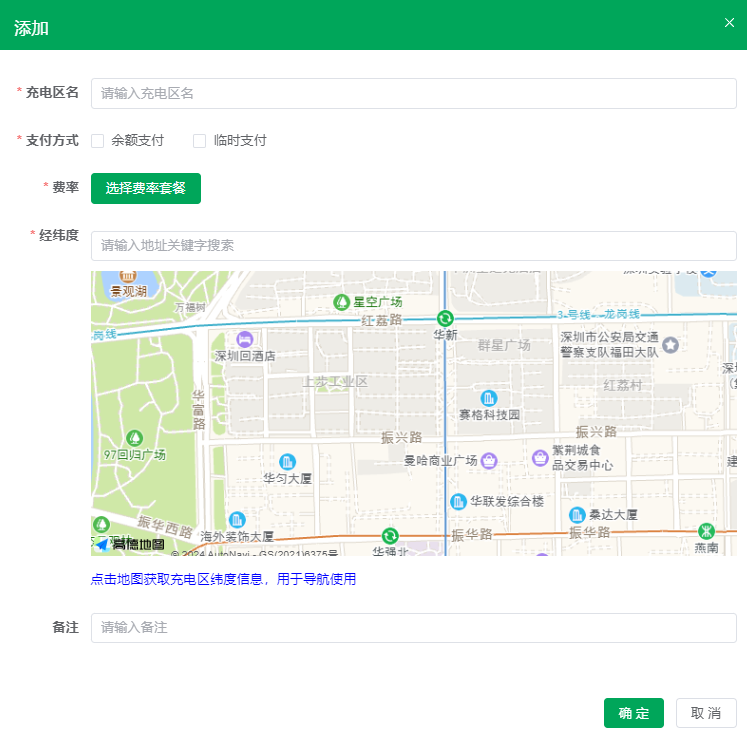 添加
* 充电区名
请输入充电区名
* 支付方式
余额支付
临时支付
* 费率
选择费率套餐
* 经纬度
请输入地址关键字搜索
景观湖
万福树
星空广场
红荔路
华新
3号线---龙岗线
岗线
深圳回酒店
群星广场
深圳市公安局交通
警察支队福田大队
上步工业区
红荔村
华富路
赛格科技园
振兴路
振兴路
97回归广场
曼哈商业广场
紫荆城食
品交易中心
华匀大厦
华联发综合楼
桑达大厦
振华西路
海外装饰大厦
振华路
振华路
高德地图
© 2024 AutoNavi - GS(2021)6375号
华强北
燕南
点击地图获取充电区纬度信息，用于导航使用
备注
请输入备注
确 定
取 消